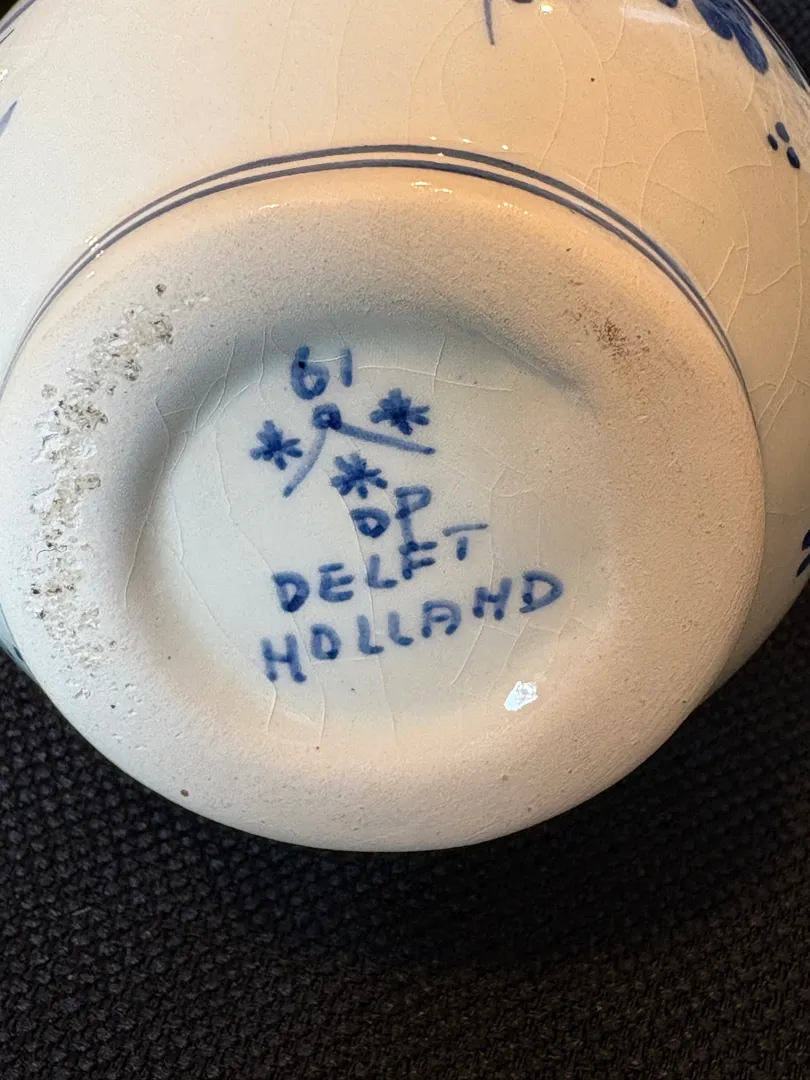 61
DP
DELFT
HOLLAND